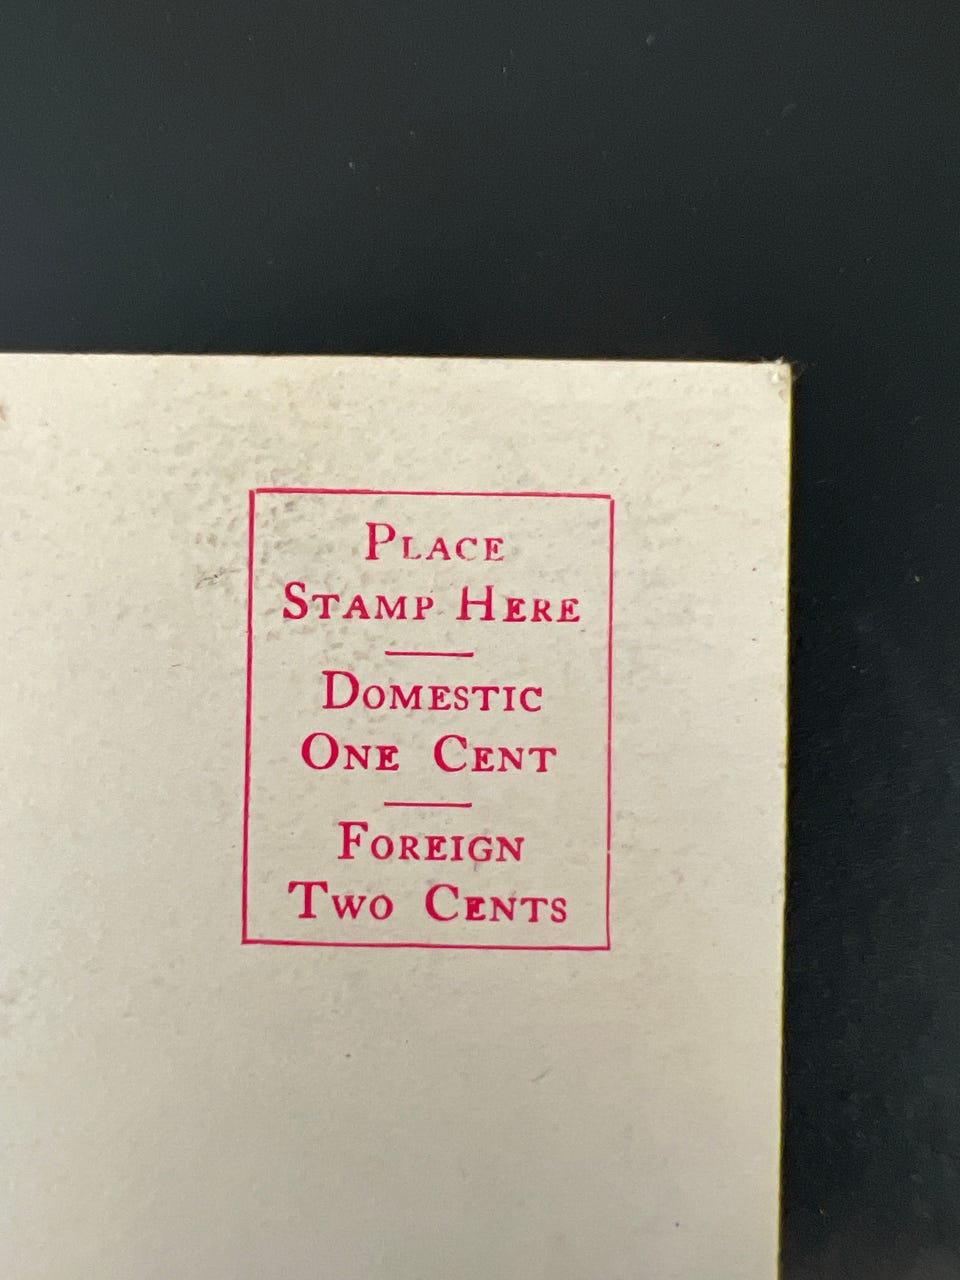 PLACE
STAMP HERE
DOMESTIC
ONE CENT
FOREIGN
TWO CENTS